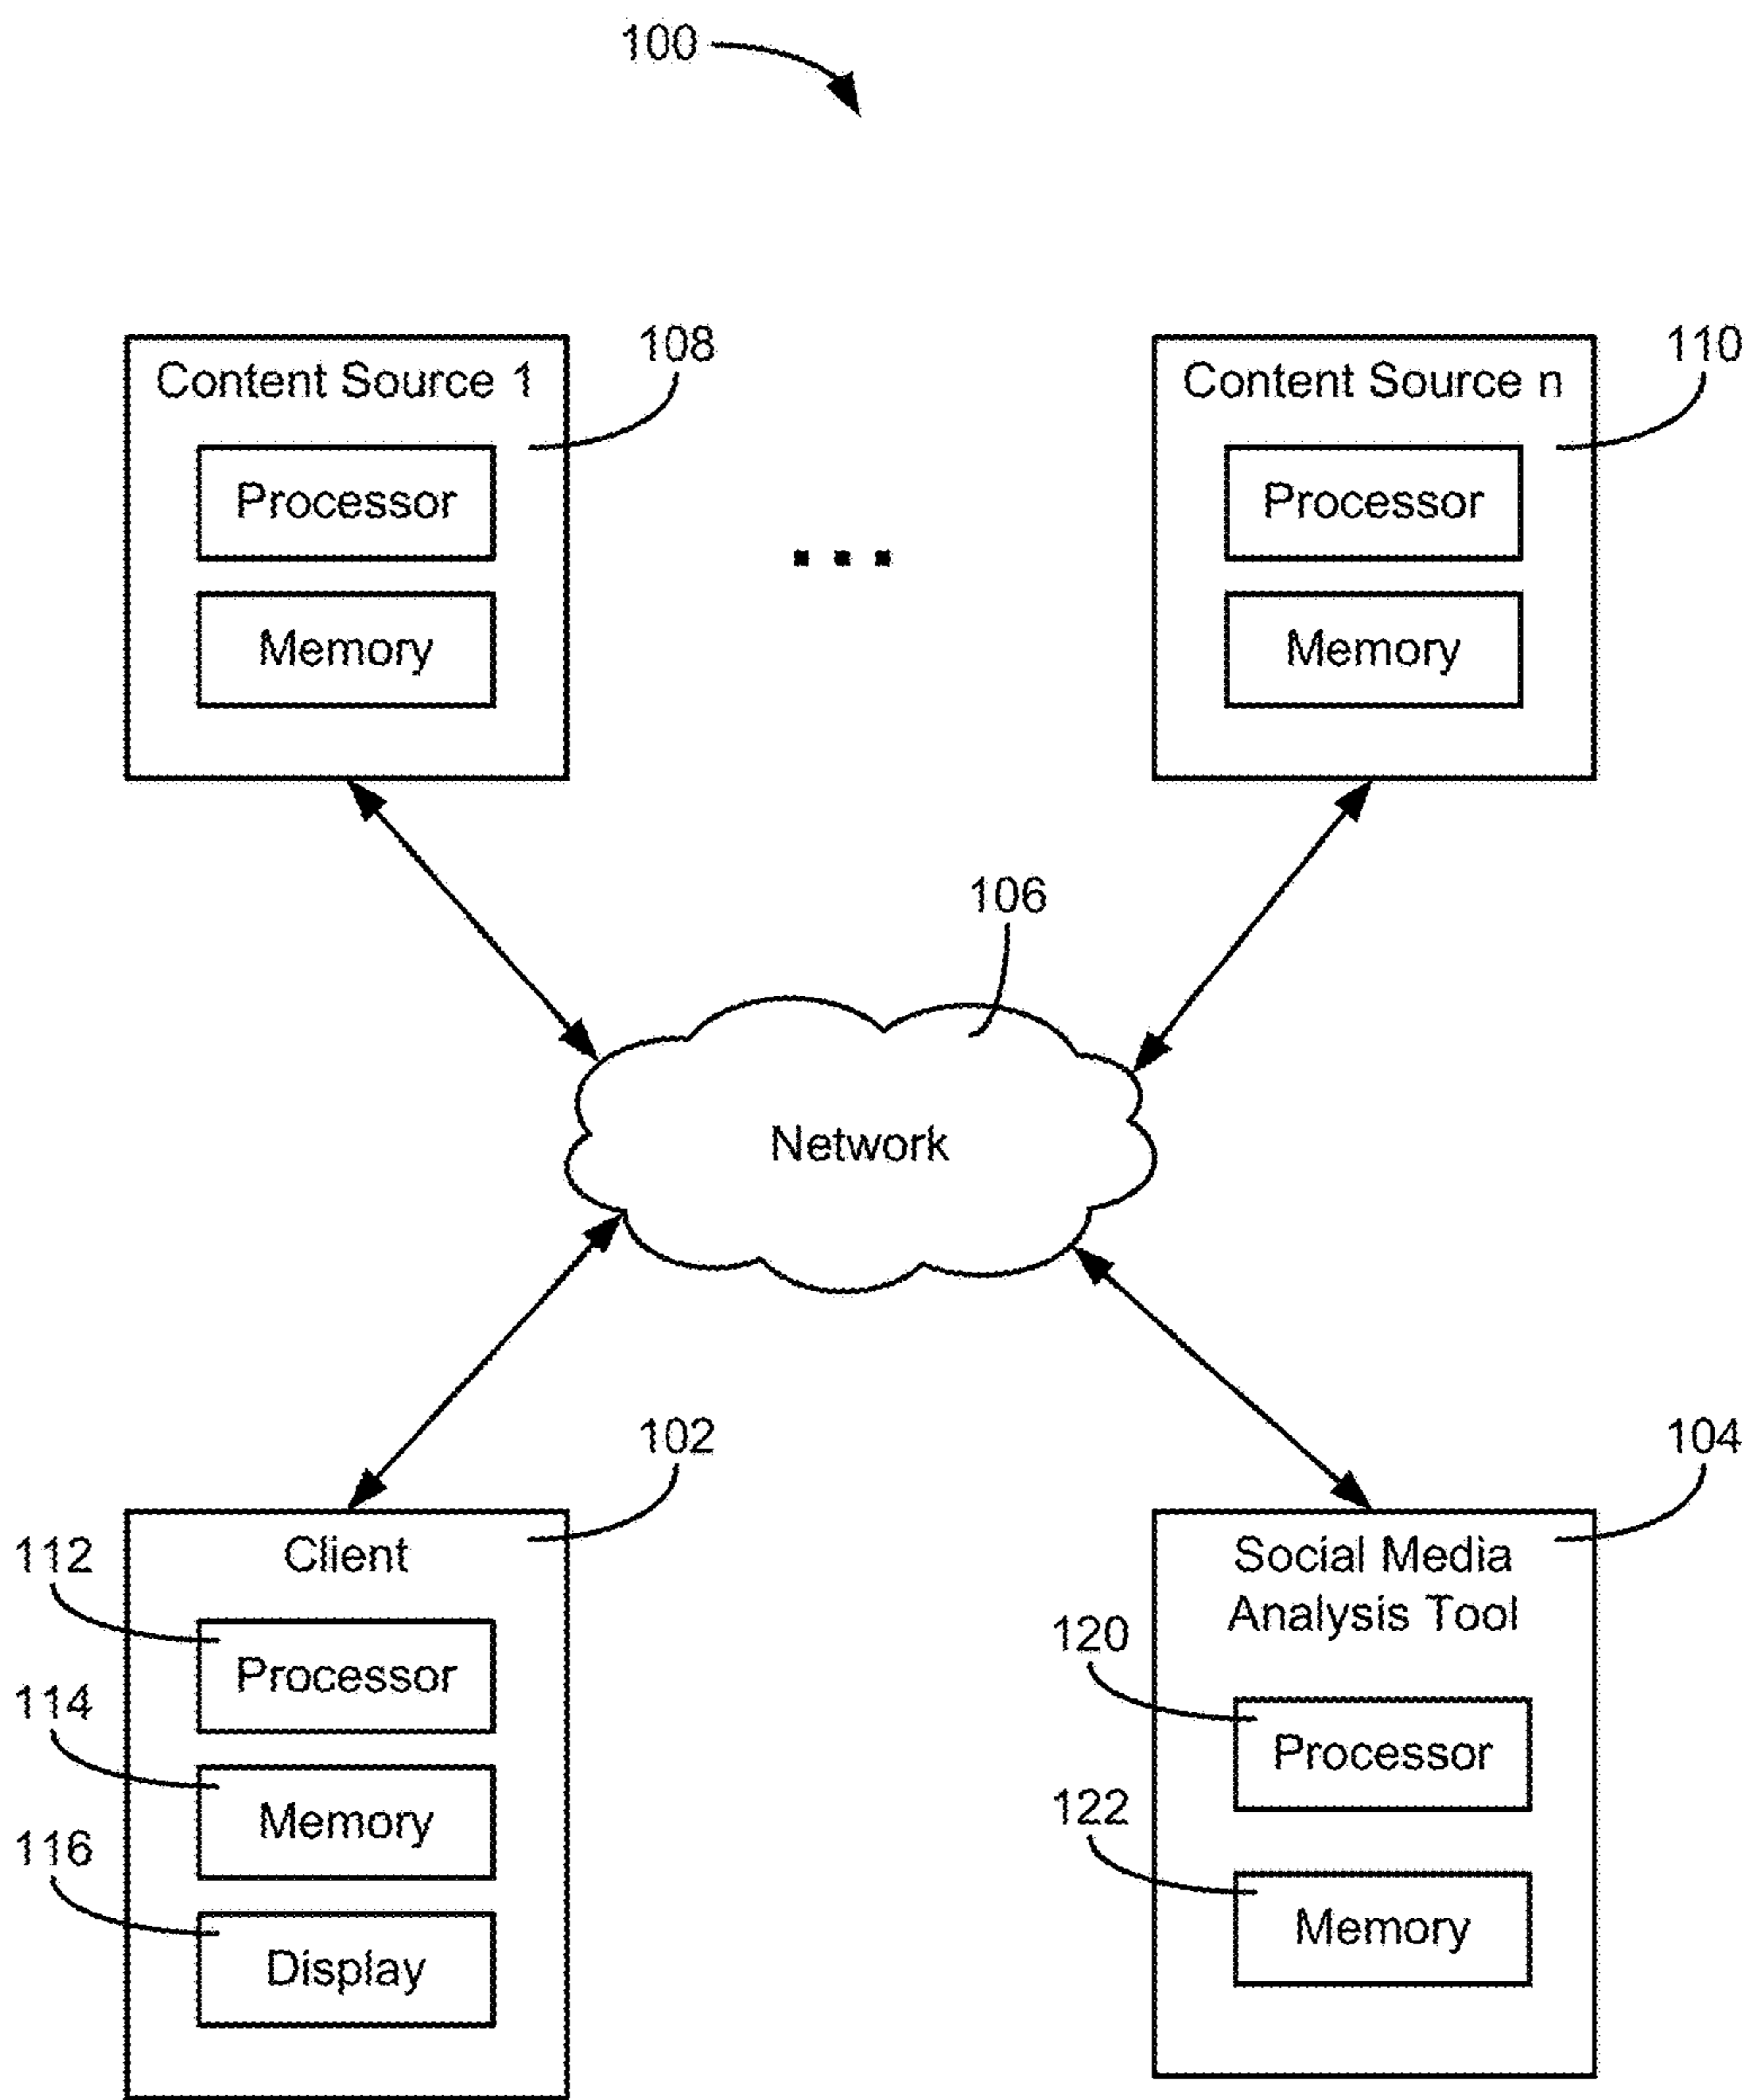 100
108
110
Content Source 1
Content Source n
Processor
Processor
...
Memory
Memory
106
Network
102
104
112
Client
Social Media
Analysis Tool
120
Processor
114
Processor
122
Memory
116
Memory
Display